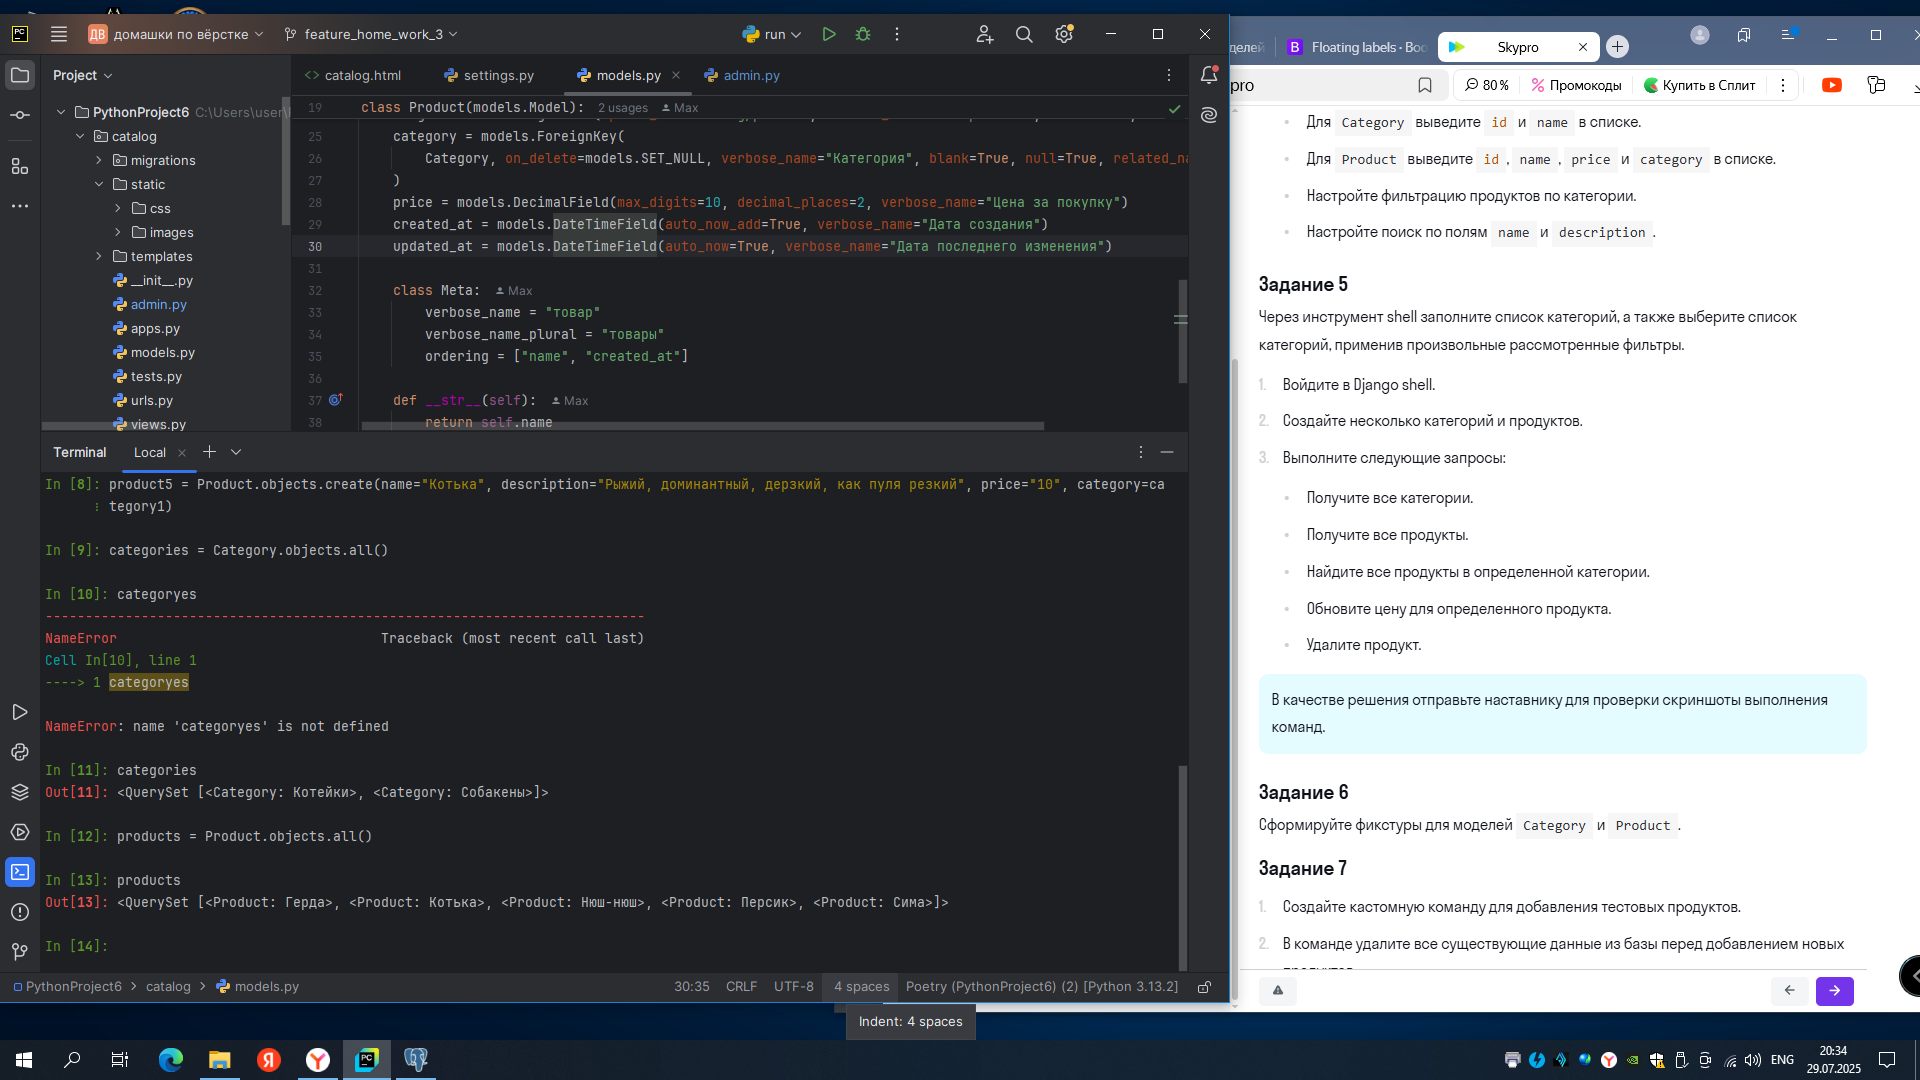 PC
ДВ домашки по вёрстке
feature_home_work_3
run
Project
PythonProject6 C:\Users\user\
catalog
migrations
static
css
images
templates
__init__.py
admin.py
apps.py
models.py
tests.py
urls.py
views.py
<> catalog.html
settings.py
models.py
admin.py
19 class Product(models.Model): 2 usages Max
25 category = models.ForeignKey(
26 Category, on_delete=models.SET_NULL, verbose_name="Категория", blank=True, null=True, related_na
27 )
28 price = models.DecimalField(max_digits=10, decimal_places=2, verbose_name="Цена за покупку")
29 created_at = models.DateTimeField(auto_now_add=True, verbose_name="Дата создания")
30 updated_at = models.DateTimeField(auto_now=True, verbose_name="Дата последнего изменения")
31
32 class Meta: Max
33 verbose_name = "товар"
34 verbose_name_plural = "товары"
35 ordering = ["name", "created_at"]
36
37 def __str__(self): Max
38 return self.name
Terminal Local
In [8]: product5 = Product.objects.create(name="Котька", description="Рыжий, доминантный, дерзкий, как пуля резкий", price="10", category=ca
: tegory1)
In [9]: categories = Category.objects.all()
In [10]: categoryes
---------------------------------------------------------------------------
NameError Traceback (most recent call last)
Cell In[10], line 1
----> 1 categoryes
NameError: name 'categoryes' is not defined
In [11]: categories
Out[11]: <QuerySet [<Category: Котейки>, <Category: Собакены>]>
In [12]: products = Product.objects.all()
In [13]: products
Out[13]: <QuerySet [<Product: Герда>, <Product: Котька>, <Product: Нюш-нюш>, <Product: Персик>, <Product: Сима>]>
In [14]:
PythonProject6 > catalog > models.py
30:35 CRLF UTF-8 4 spaces Poetry (PythonProject6) (2) [Python 3.13.2]
Indent: 4 spaces
делей
B Floating labels · Boo
Skypro
pro
80 %
Промокоды
Купить в Сплит
Для Category выведите id и name в списке.
Для Product выведите id , name , price и category в списке.
Настройте фильтрацию продуктов по категории.
Настройте поиск по полям name и description .
Задание 5
Через инструмент shell заполните список категорий, а также выберите список
категорий, применив произвольные рассмотренные фильтры.
1. Войдите в Django shell.
2. Создайте несколько категорий и продуктов.
3. Выполните следующие запросы:
Получите все категории.
Получите все продукты.
Найдите все продукты в определенной категории.
Обновите цену для определенного продукта.
Удалите продукт.
В качестве решения отправьте наставнику для проверки скриншоты выполнения
команд.
Задание 6
Сформируйте фикстуры для моделей Category и Product .
Задание 7
1. Создайте кастомную команду для добавления тестовых продуктов.
2. В команде удалите все существующие данные из базы перед добавлением новых
ENG
20:34
29.07.2025